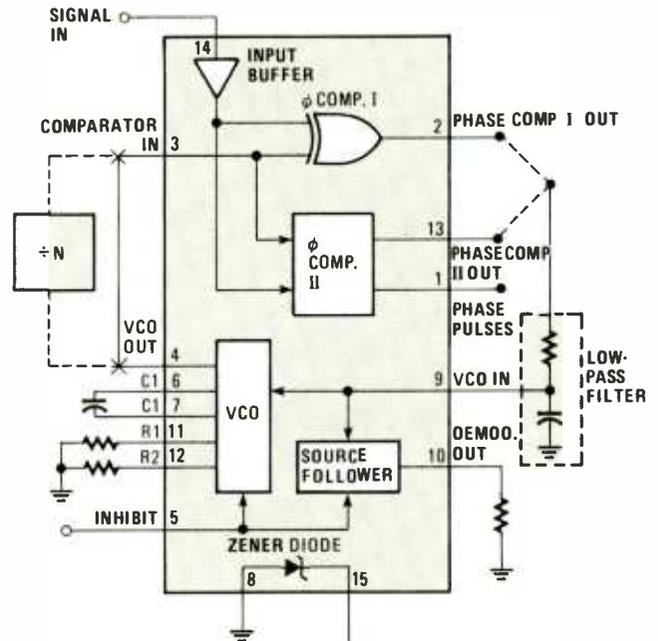 SIGNAL
IN
14
INPUT
BUFFER
ϕ COMP. I
COMPARATOR
IN 3
2 PHASE COMP I OUT
÷N
ϕ
COMP.
II
13
PHASECOMP
II OUT
1
PHASE
PULSES
VCO
OUT
4
C1 6
C1 7
R1 11
R2 12
VCO
9 VCO IN
LOW-
PASS
FILTER
SOURCE
FOLLOWER
OEMOO.
10 OUT
INHIBIT 5
ZENER DIODE
8
15